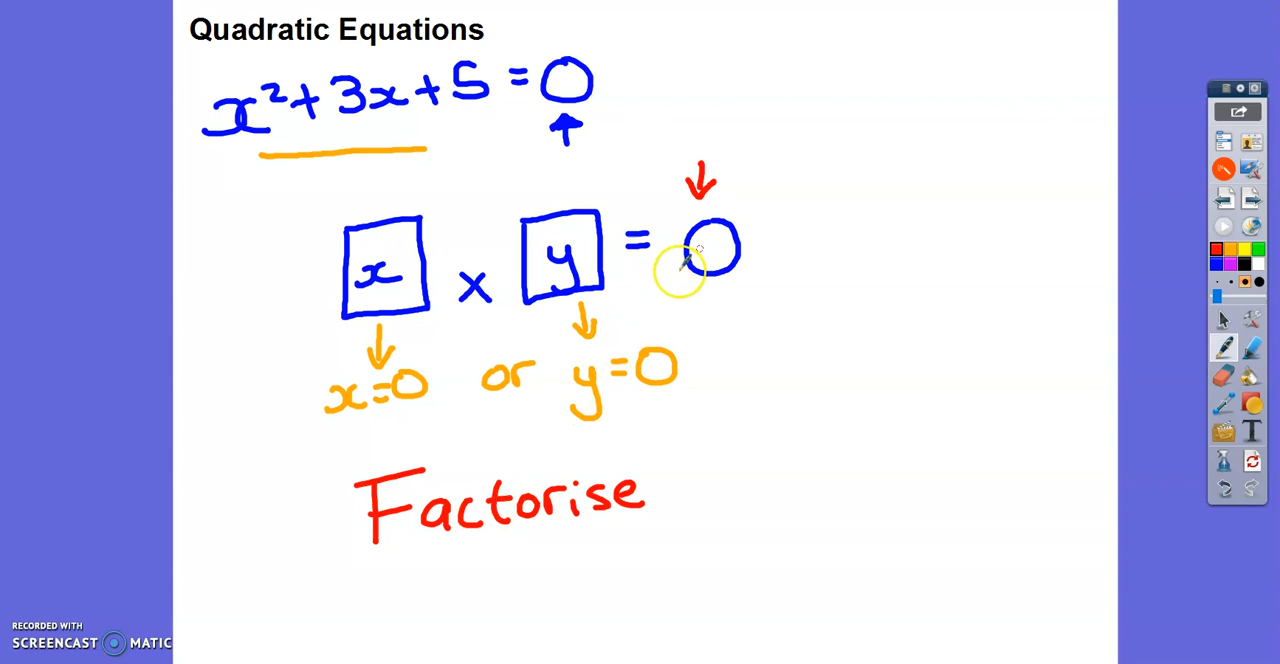 Quadratic Equations
x² + 3x + 5 = 0
x × y = 0
x = 0 or y = 0
Factorise
RECORDED WITH
SCREENCAST MATIC
T